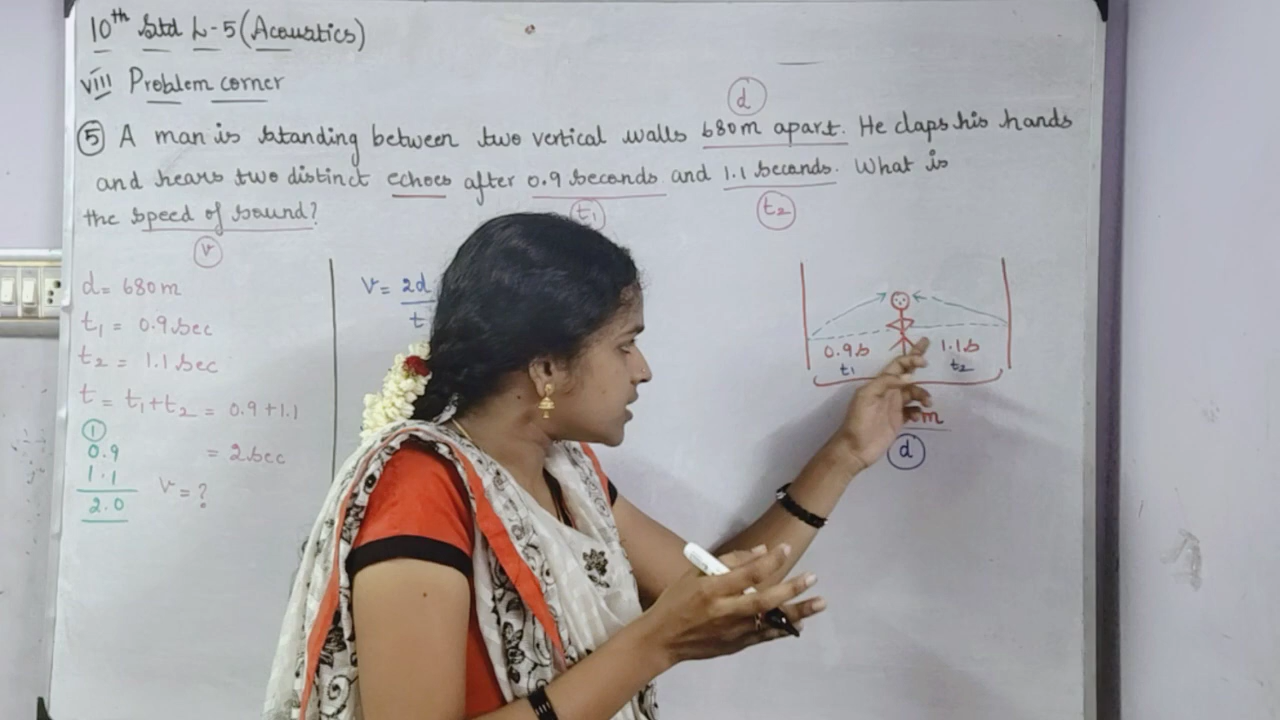 10th Std L-5 (Acoustics)
viii Problem corner
d
⑤ A man is standing between two vertical walls 680m apart. He claps his hands
and hears two distinct echoes after 0.9 seconds and 1.1 seconds. What is
the speed of sound?
t1
t2
v
d = 680m
t1 = 0.9 sec
t2 = 1.1 sec
t = t1+t2 = 0.9+1.1
= 2 sec
①
0.9
1.1
2.0
v = ?
V = 2d
t
0.9s
t1
1.1s
t2
m
d